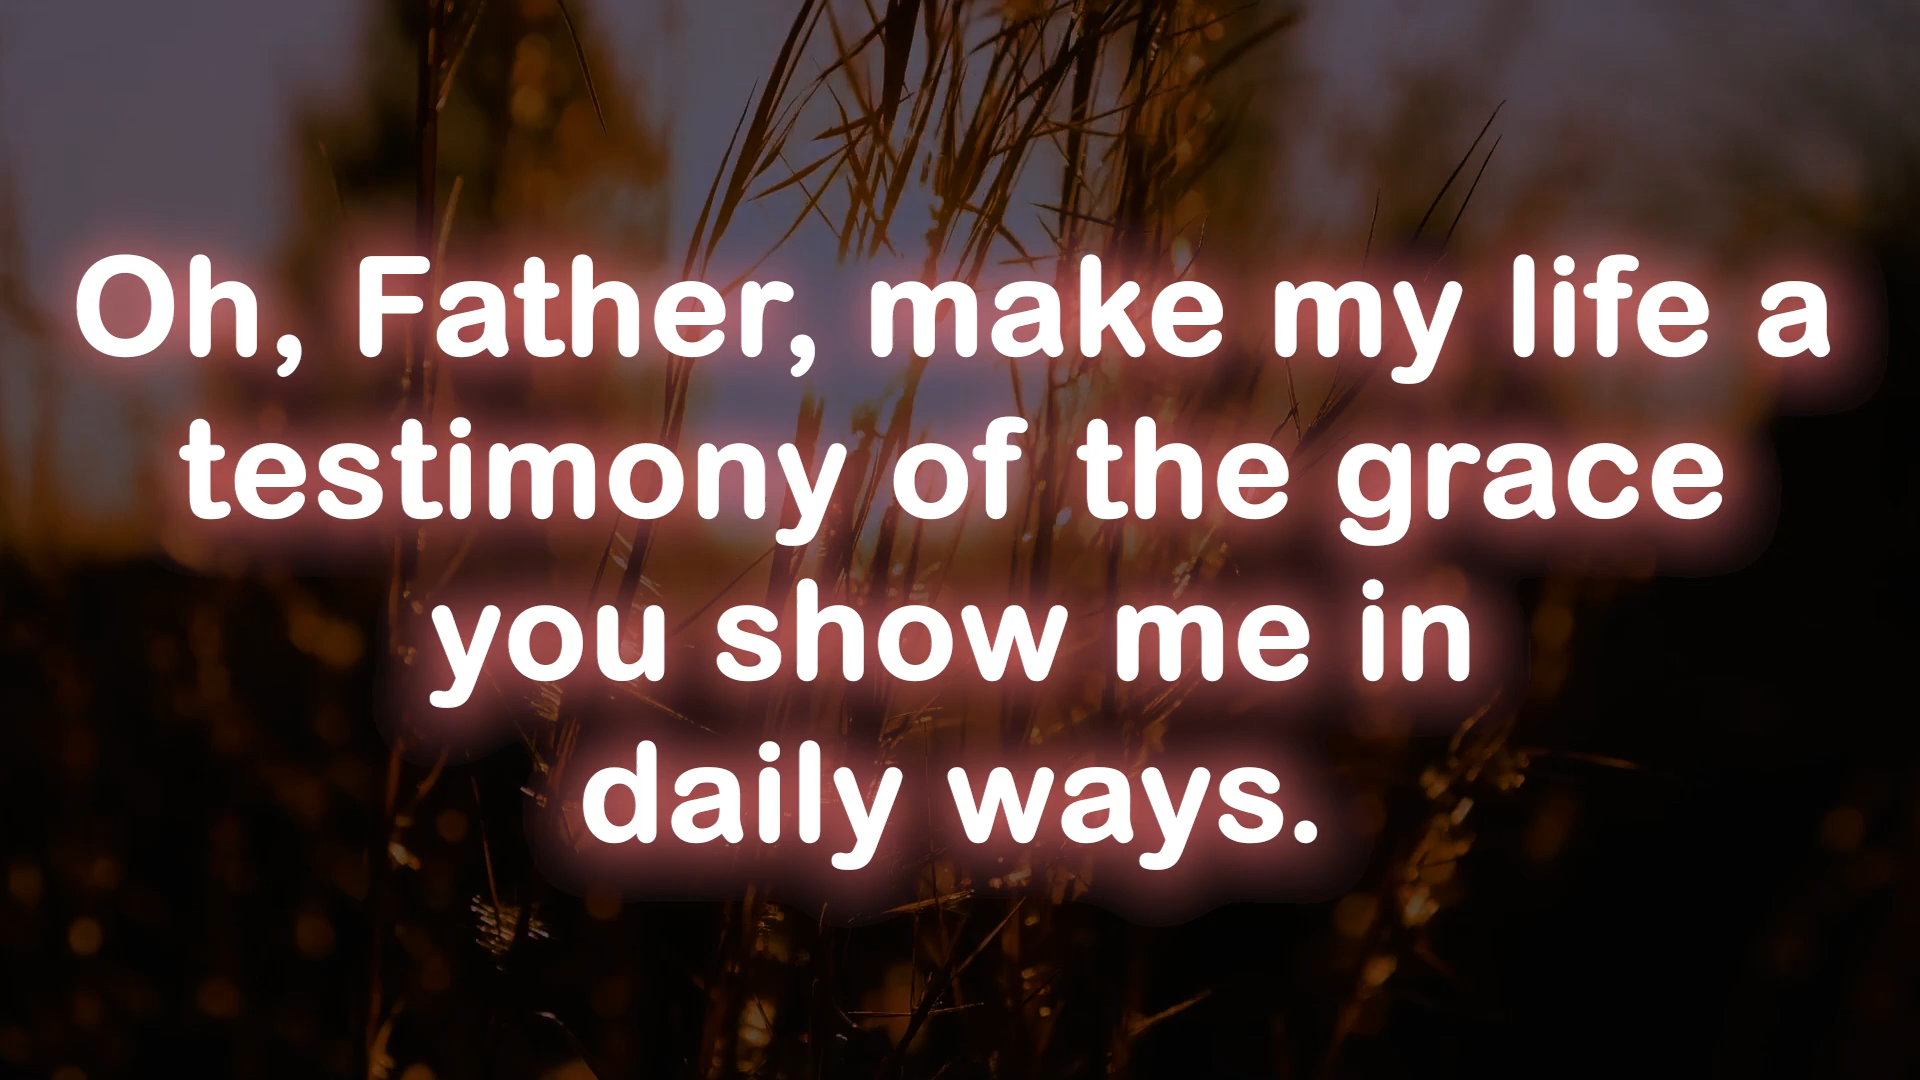 Oh, Father, make my life a
testimony of the grace
you show me in
daily ways.